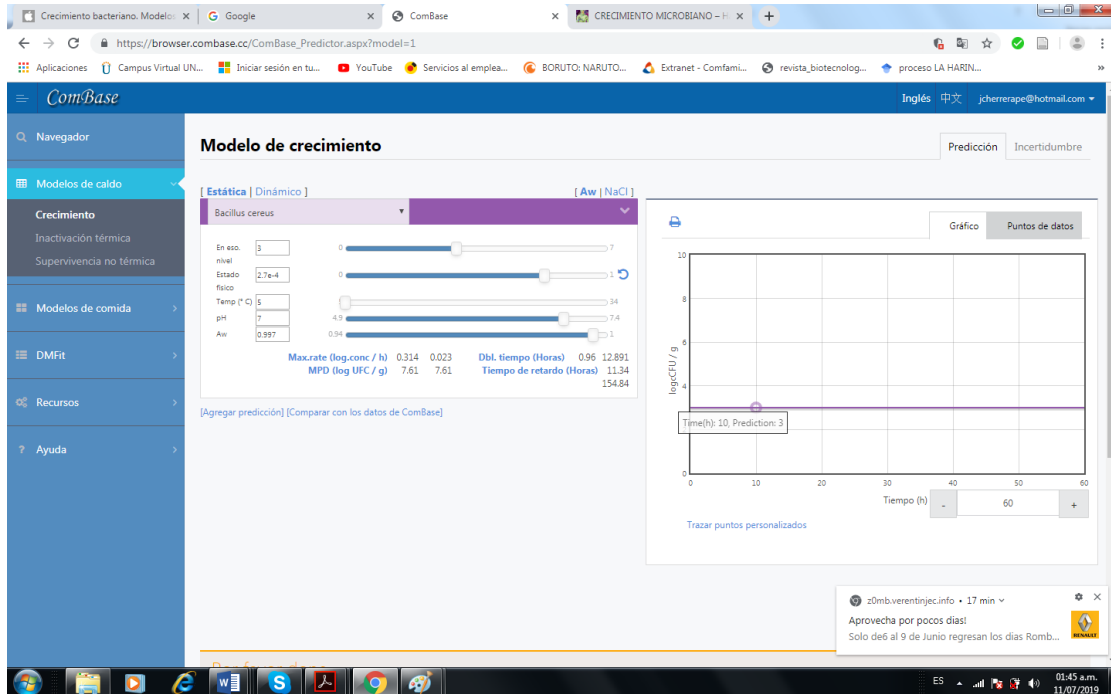 Crecimiento bacteriano. Modelo:
Google
ComBase
CRECIMIENTO MICROBIANO – H
https://browser.combase.cc/ComBase_Predictor.aspx?model=1
Aplicaciones
Campus Virtual UN...
Iniciar sesión en tu...
YouTube
Servicios al emplea...
BORUTO: NARUTO...
Extranet - Comfami...
revista_biotecnolog...
proceso LA HARIN...
»
ComBase
Inglés 中文 jcherrerape@hotmail.com
Navegador
Modelos de caldo
Crecimiento
Inactivación térmica
Supervivencia no térmica
Modelos de comida
DMFit
Recursos
? Ayuda
Modelo de crecimiento
Predicción Incertidumbre
[ Estática | Dinámico ] [ Aw | NaCl ]
Bacillus cereus
En eso. nivel 3 0 7
Estado físico 2.7e-4 0 1
Temp (° C) 5 34
pH 7 4.9 7.4
Aw 0.997 0.94 1
Max.rate (log.conc / h) 0.314 0.023 Dbl. tiempo (Horas) 0.96 12.891
MPD (log UFC / g) 7.61 7.61 Tiempo de retardo (Horas) 11.34
154.84
[Agregar predicción] [Comparar con los datos de ComBase]
Gráfico Puntos de datos
10
8
6
4
0
logcCFU / g
Time(h): 10, Prediction: 3
0 10 20 30 40 50 60
Tiempo (h) - 60 +
Trazar puntos personalizados
z0mb.verentinjec.info • 17 min
Aprovecha por pocos dias!
Solo de6 al 9 de Junio regresan los dias Romb...
RENAULT
ES
01:45 a.m.
11/07/2019